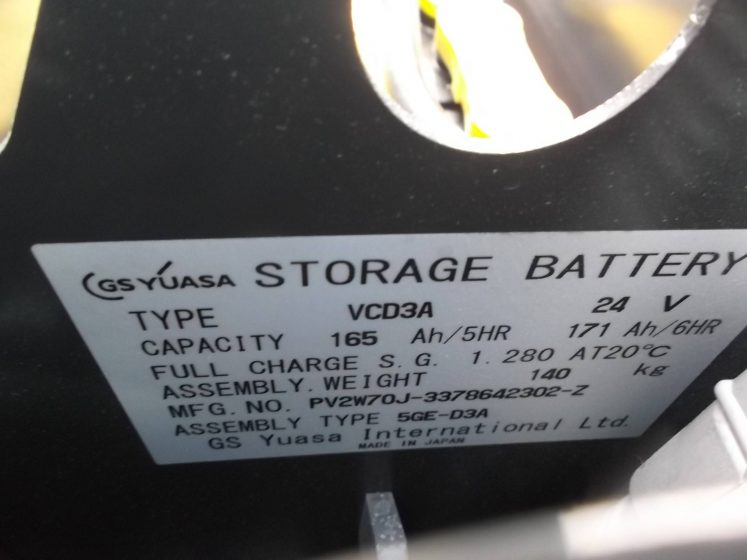 GS YUASA STORAGE BATTERY
TYPE VCD3A 24 V
CAPACITY 165 Ah/5HR 171 Ah/6HR
FULL CHARGE S.G. 1.280 AT20℃
ASSEMBLY.WEIGHT 140 kg
MFG.NO. PV2W70J-3378642302-Z
ASSEMBLY TYPE 5GE-D3A
GS Yuasa International Ltd.
MADE IN JAPAN